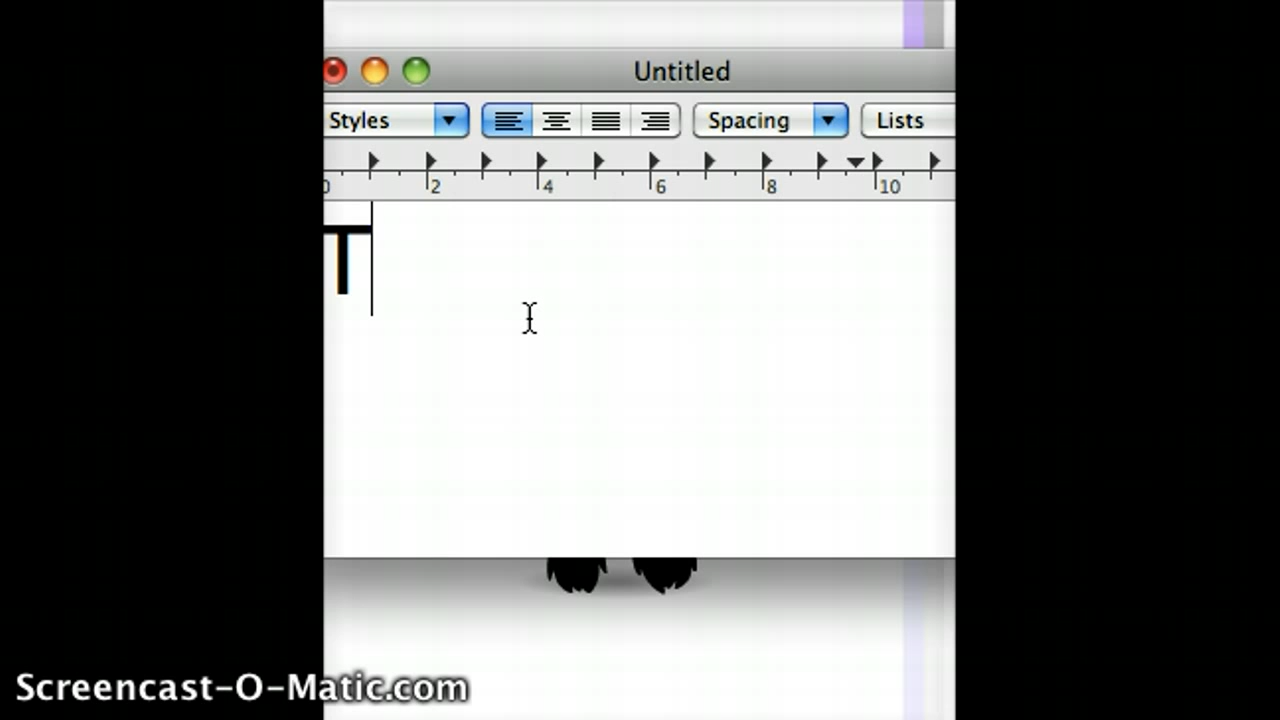 Untitled
Styles Spacing Lists
0 2 4 6 8 10
T
Screencast-O-Matic.com